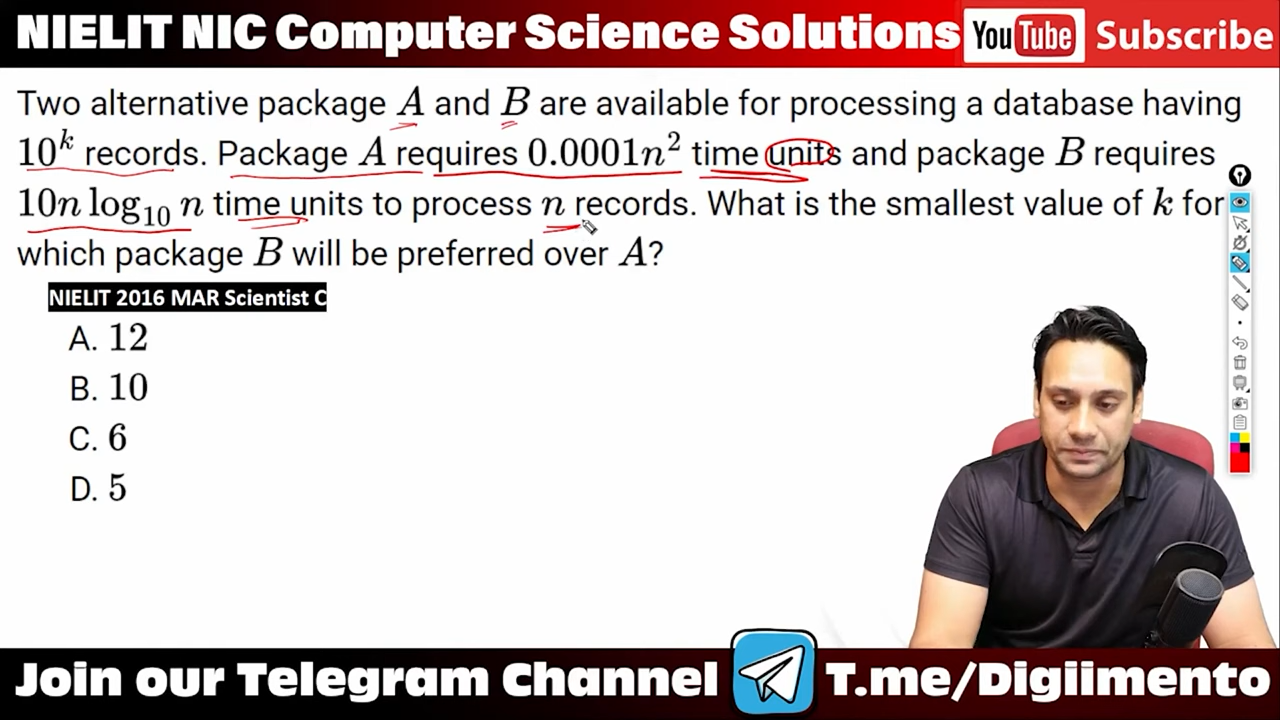 NIELIT NIC Computer Science Solutions YouTube Subscribe
Two alternative package A and B are available for processing a database having
10^k records. Package A requires 0.0001n^2 time units and package B requires
10n log_10 n time units to process n records. What is the smallest value of k for
which package B will be preferred over A?
NIELIT 2016 MAR Scientist C
A. 12
B. 10
C. 6
D. 5
Join our Telegram Channel T.me/Digiimento